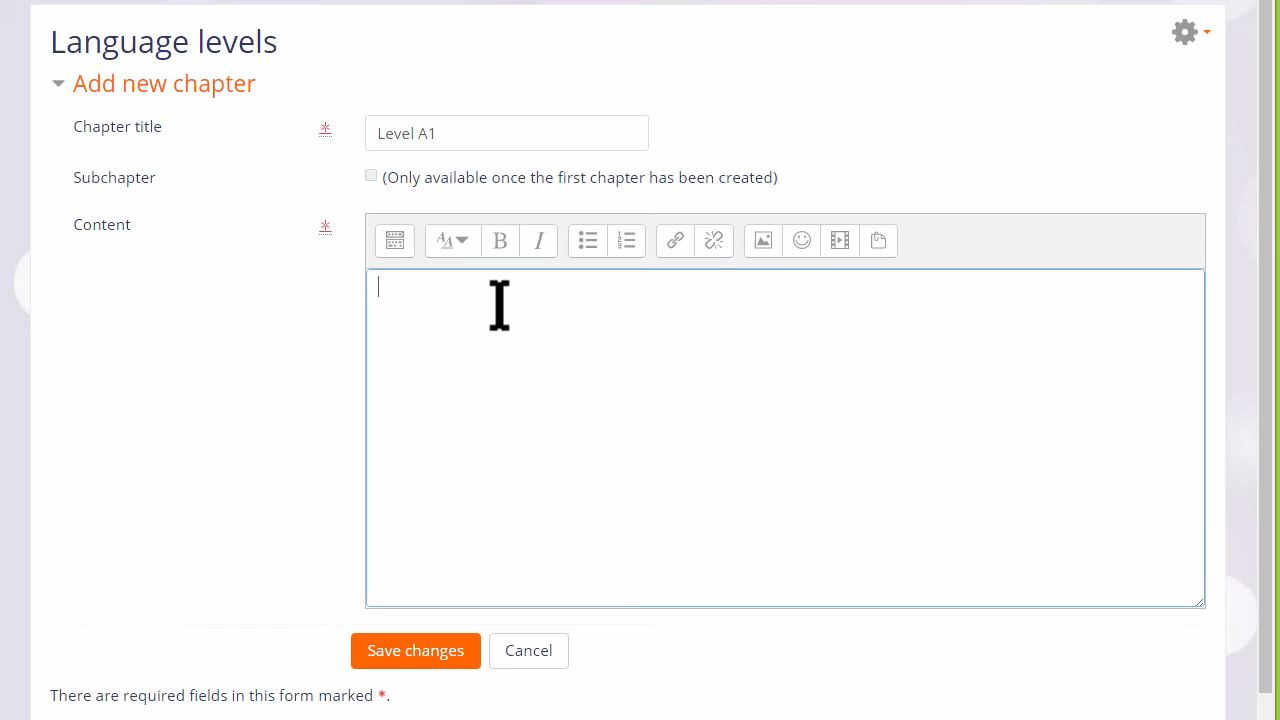 Language levels
Add new chapter
Chapter title * Level A1
Subchapter (Only available once the first chapter has been created)
Content *
Save changes Cancel
There are required fields in this form marked *.